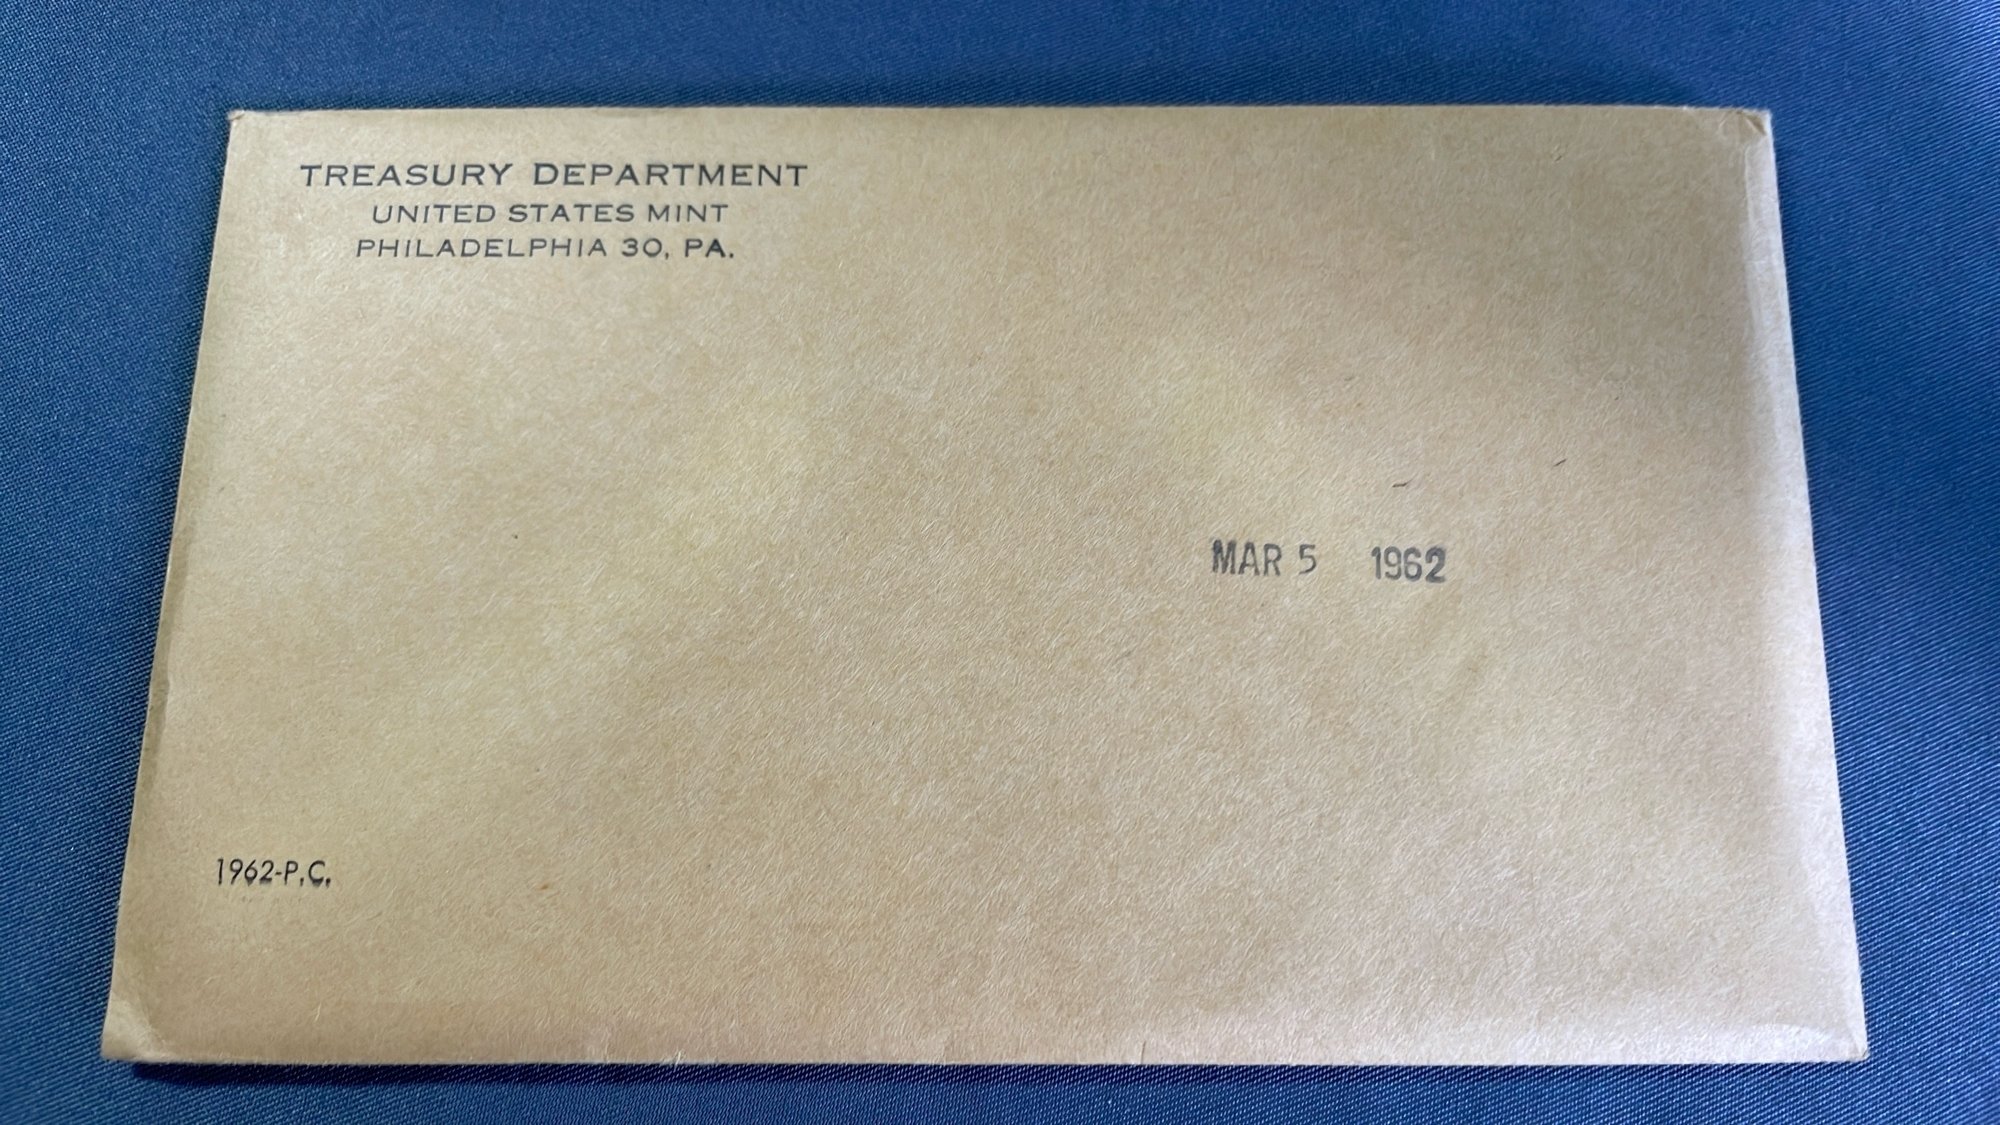 TREASURY DEPARTMENT
UNITED STATES MINT
PHILADELPHIA 30, PA.
MAR 5 1962
1962-P.C.